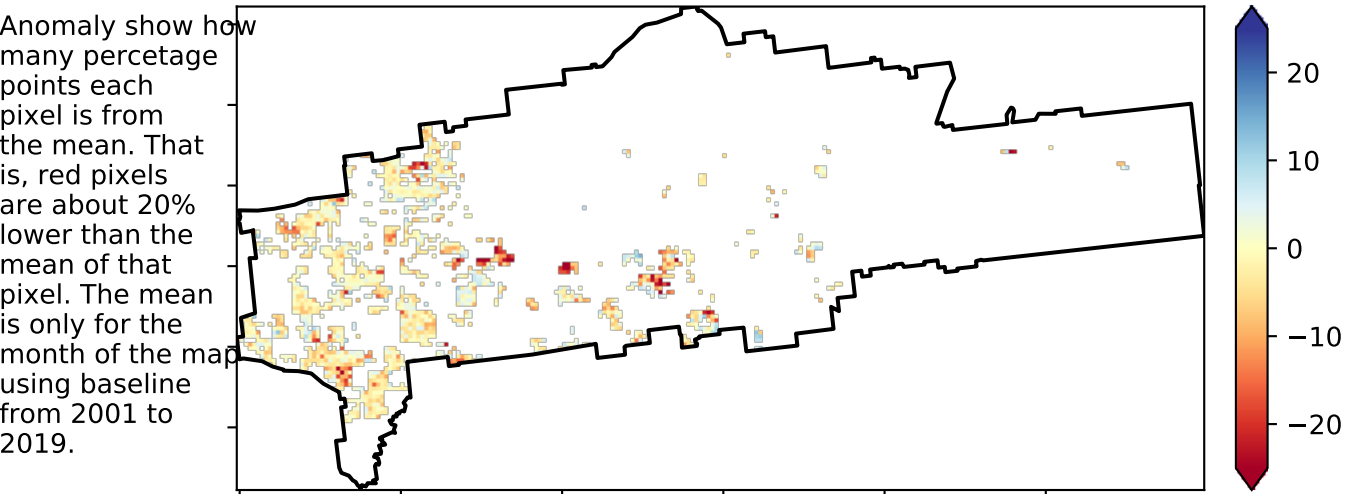 Anomaly show how
many percetage
points each
pixel is from
the mean. That
is, red pixels
are about 20%
lower than the
mean of that
pixel. The mean
is only for the
month of the map
using baseline
from 2001 to
2019.
20
10
0
−10
−20